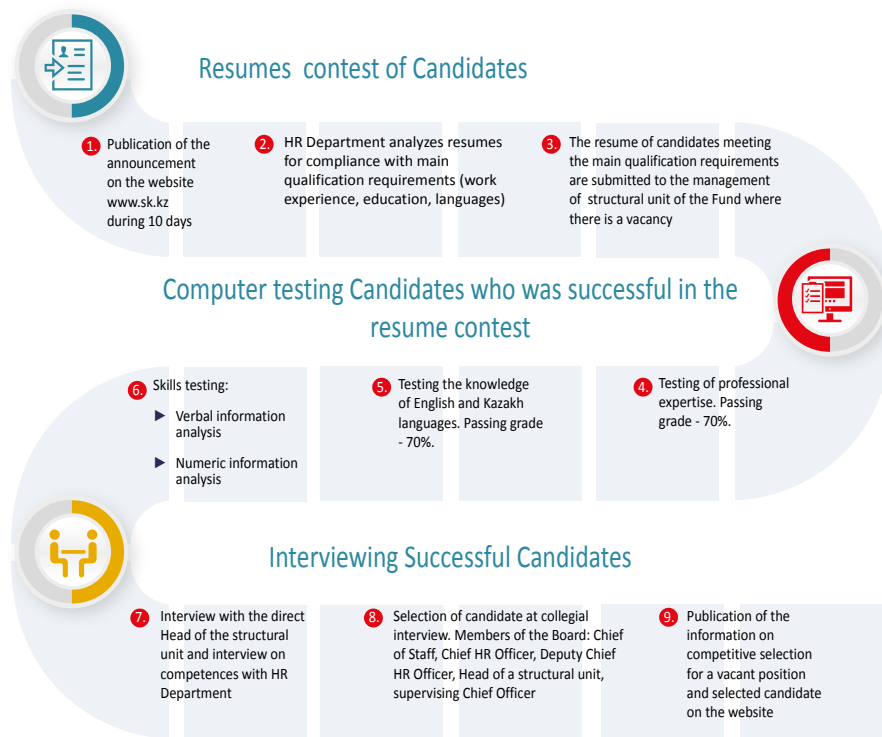 Resumes contest of Candidates
1. Publication of the
announcement
on the website
www.sk.kz
during 10 days
2. HR Department analyzes resumes
for compliance with main
qualification requirements (work
experience, education, languages)
3. The resume of candidates meeting
the main qualification requirements
are submitted to the management
of structural unit of the Fund where
there is a vacancy
Computer testing Candidates who was successful in the
resume contest
4. Testing of professional
expertise. Passing
grade - 70%.
5. Testing the knowledge
of English and Kazakh
languages. Passing grade
- 70%.
6. Skills testing:
► Verbal information
analysis
► Numeric information
analysis
Interviewing Successful Candidates
7. Interview with the direct
Head of the structural
unit and interview on
competences with HR
Department
8. Selection of candidate at collegial
interview. Members of the Board: Chief
of Staff, Chief HR Officer, Deputy Chief
HR Officer, Head of a structural unit,
supervising Chief Officer
9. Publication of the
information on
competitive selection
for a vacant position
and selected candidate
on the website